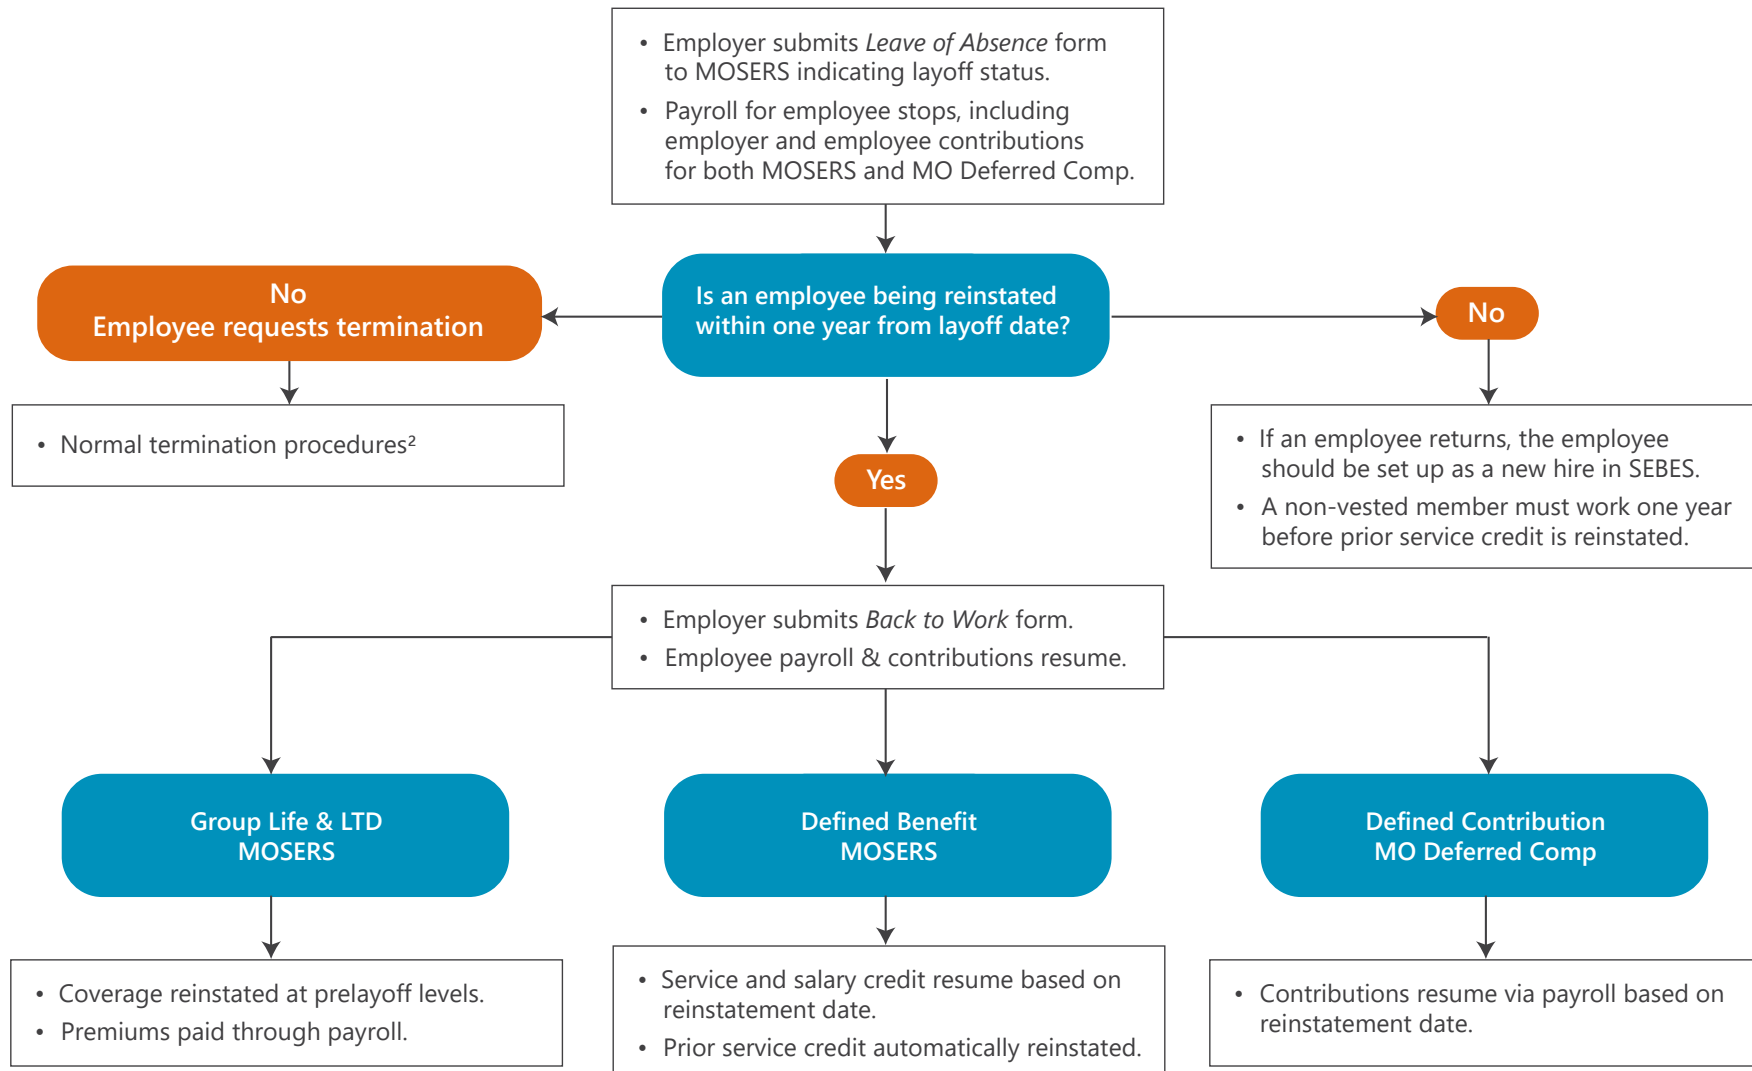 • Employer submits Leave of Absence form
to MOSERS indicating layoff status.
• Payroll for employee stops, including
employer and employee contributions
for both MOSERS and MO Deferred Comp.
No
Employee requests termination
Is an employee being reinstated
within one year from layoff date?
No
• Normal termination procedures²
Yes
• If an employee returns, the employee
should be set up as a new hire in SEBES.
• A non-vested member must work one year
before prior service credit is reinstated.
• Employer submits Back to Work form.
• Employee payroll & contributions resume.
Group Life & LTD
MOSERS
Defined Benefit
MOSERS
Defined Contribution
MO Deferred Comp
• Coverage reinstated at prelayoff levels.
• Premiums paid through payroll.
• Service and salary credit resume based on
reinstatement date.
• Prior service credit automatically reinstated.
• Contributions resume via payroll based on
reinstatement date.